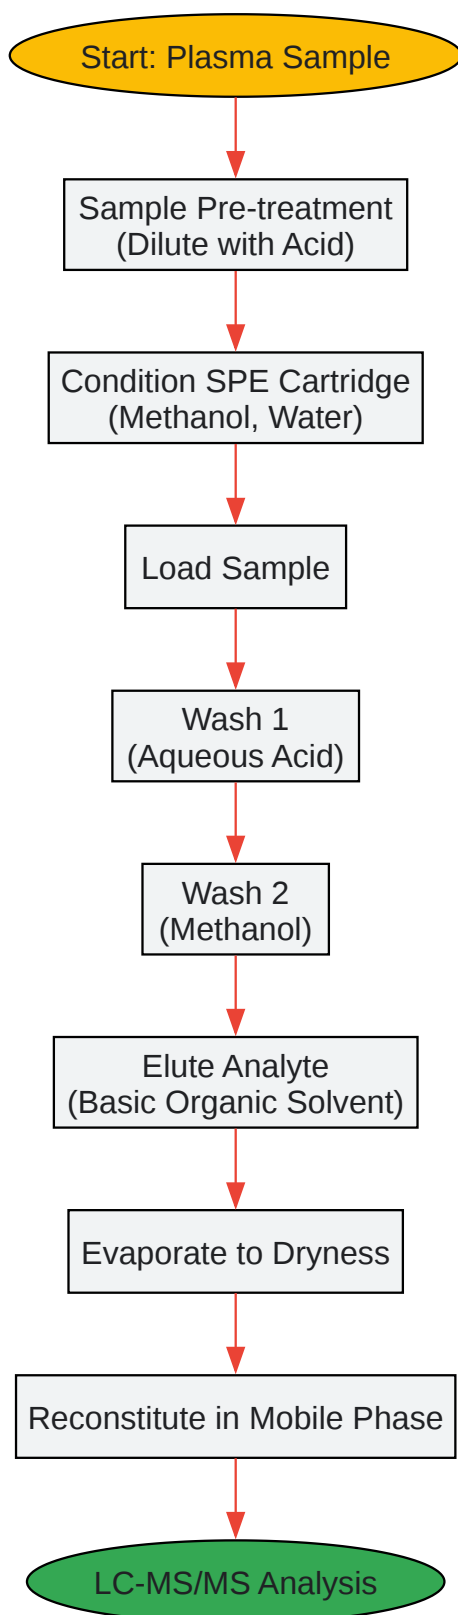 Start: Plasma Sample
Sample Pre-treatment
(Dilute with Acid)
Condition SPE Cartridge
(Methanol, Water)
Load Sample
Wash 1
(Aqueous Acid)
Wash 2
(Methanol)
Elute Analyte
(Basic Organic Solvent)
Evaporate to Dryness
Reconstitute in Mobile Phase
LC-MS/MS Analysis